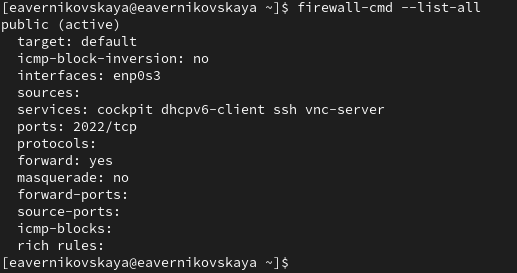 [eavernikovskaya@eavernikovskaya ~]$ firewall-cmd --list-all
public (active)
  target: default
  icmp-block-inversion: no
  interfaces: enp0s3
  sources:
  services: cockpit dhcpv6-client ssh vnc-server
  ports: 2022/tcp
  protocols:
  forward: yes
  masquerade: no
  forward-ports:
  source-ports:
  icmp-blocks:
  rich rules:
[eavernikovskaya@eavernikovskaya ~]$